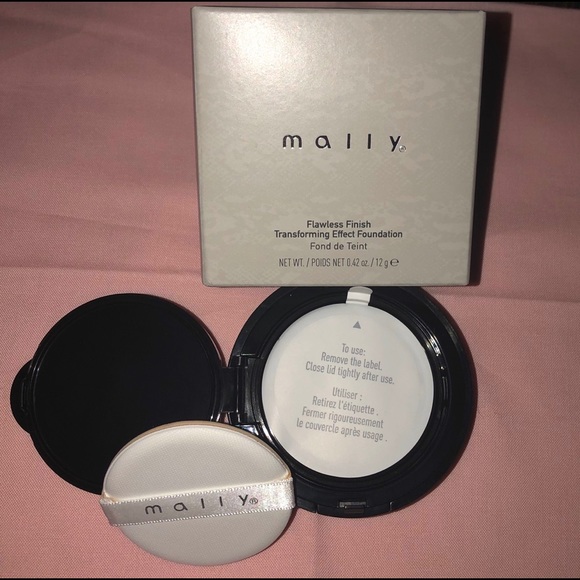 mally®
Flawless Finish
Transforming Effect Foundation
Fond de Teint
NET WT. / POIDS NET 0.42 oz. / 12 g ℮
To use:
Remove the label.
Close lid tightly after use.
Utiliser :
Retirez l'étiquette .
Fermer rigoureusement
le couvercle après usage .
mally®